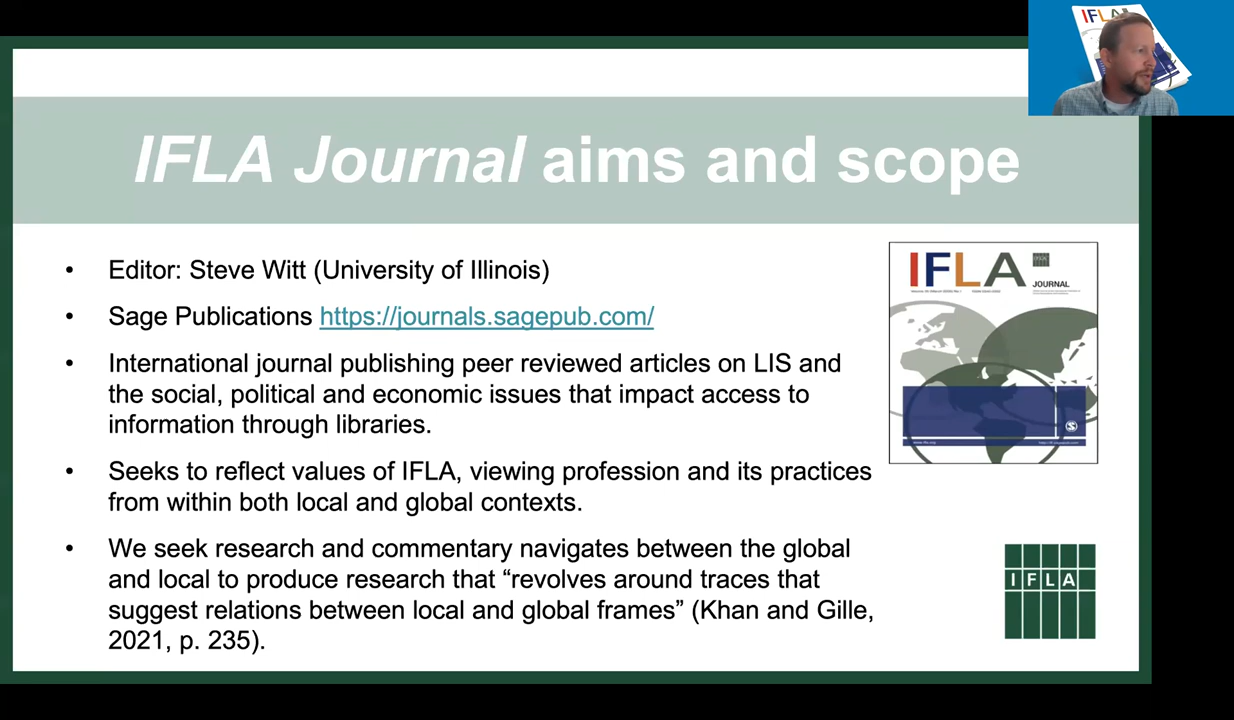 IFLA
IFLA Journal aims and scope
• Editor: Steve Witt (University of Illinois)
• Sage Publications https://journals.sagepub.com/
• International journal publishing peer reviewed articles on LIS and
the social, political and economic issues that impact access to
information through libraries.
• Seeks to reflect values of IFLA, viewing profession and its practices
from within both local and global contexts.
• We seek research and commentary navigates between the global
and local to produce research that “revolves around traces that
suggest relations between local and global frames” (Khan and Gille,
2021, p. 235).
IFLA
JOURNAL
IFLA